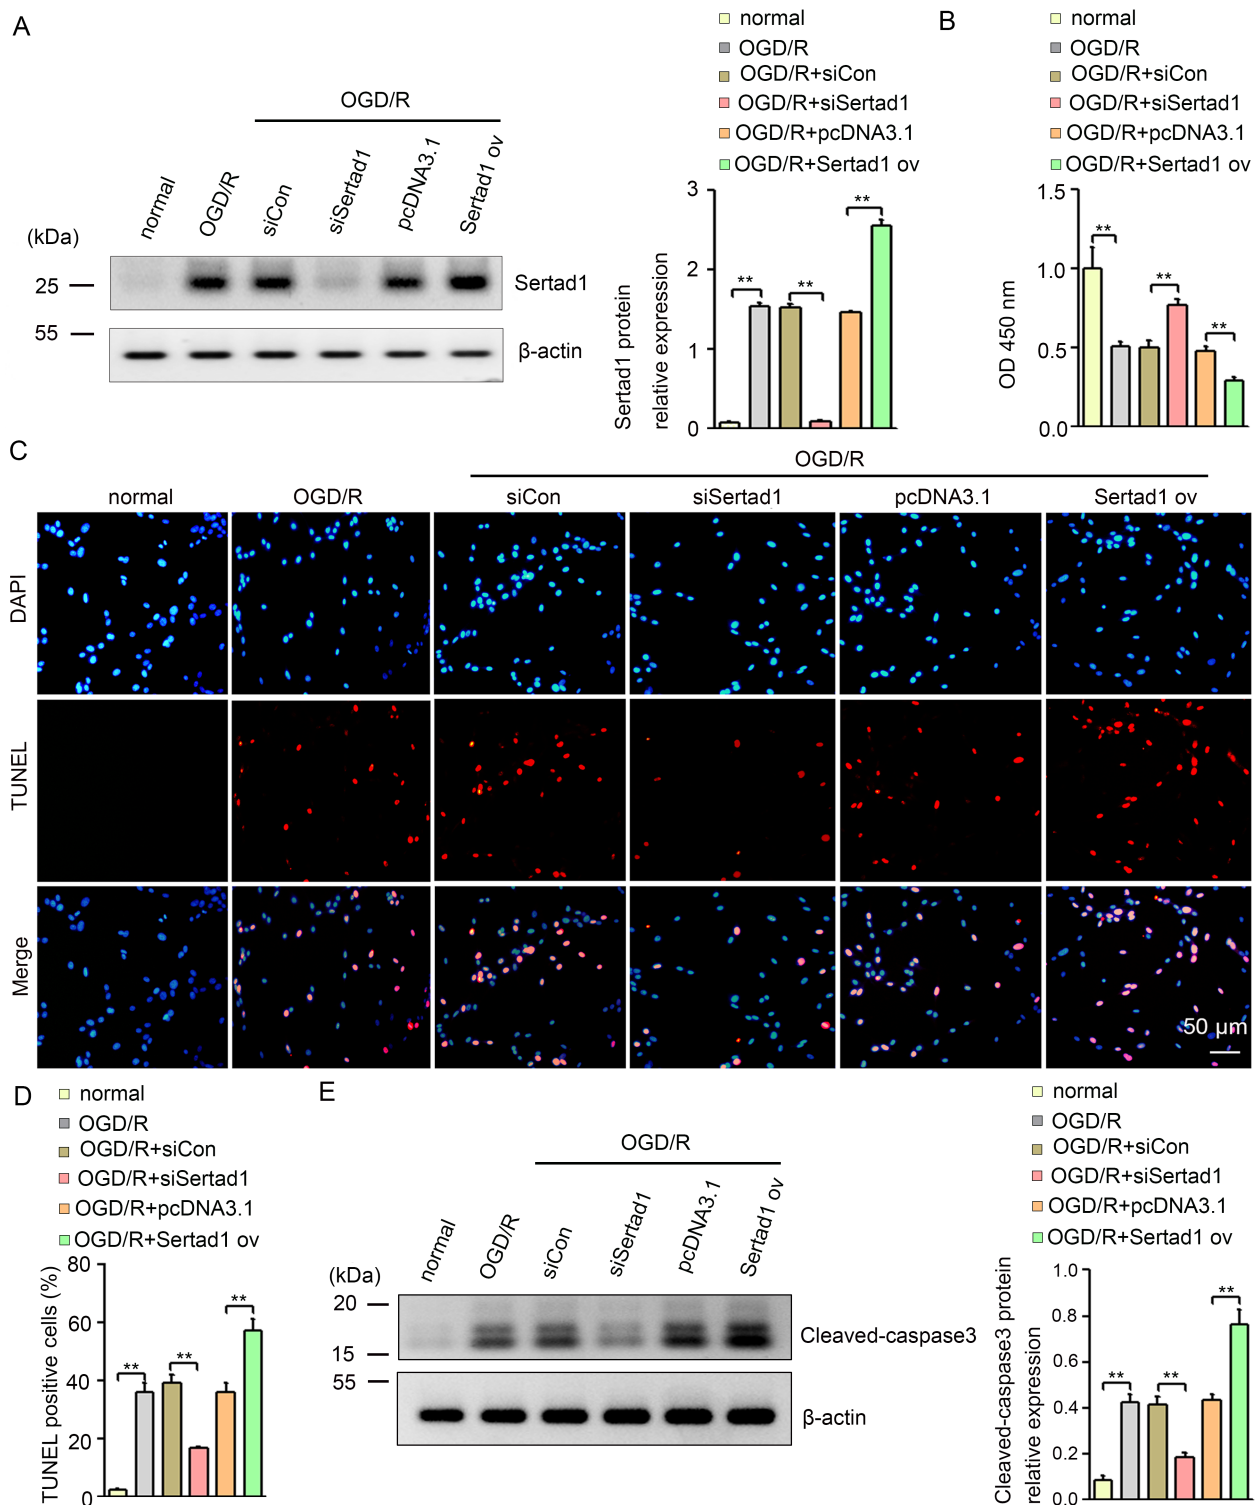 A
OGD/R
normal
OGD/R
siCon
siSertad1
pcDNA3.1
Sertad1 ov
(kDa)
25
55
Sertad1
β-actin
normal
OGD/R
OGD/R+siCon
OGD/R+siSertad1
OGD/R+pcDNA3.1
OGD/R+Sertad1 ov
Sertad1 protein
relative expression
3
2
1
0
**
**
**
B
normal
OGD/R
OGD/R+siCon
OGD/R+siSertad1
OGD/R+pcDNA3.1
OGD/R+Sertad1 ov
OD 450 nm
1.5
1.0
0.5
0.0
**
**
**
C
OGD/R
normal
OGD/R
siCon
siSertad1
pcDNA3.1
Sertad1 ov
DAPI
TUNEL
Merge
50 μm
D
normal
OGD/R
OGD/R+siCon
OGD/R+siSertad1
OGD/R+pcDNA3.1
OGD/R+Sertad1 ov
TUNEL positive cells (%)
80
60
40
20
0
**
**
**
E
OGD/R
normal
OGD/R
siCon
siSertad1
pcDNA3.1
Sertad1 ov
(kDa)
20
15
55
Cleaved-caspase3
β-actin
normal
OGD/R
OGD/R+siCon
OGD/R+siSertad1
OGD/R+pcDNA3.1
OGD/R+Sertad1 ov
Cleaved-caspase3 protein
relative expression
1.0
0.8
0.6
0.4
0.2
0.0
**
**
**